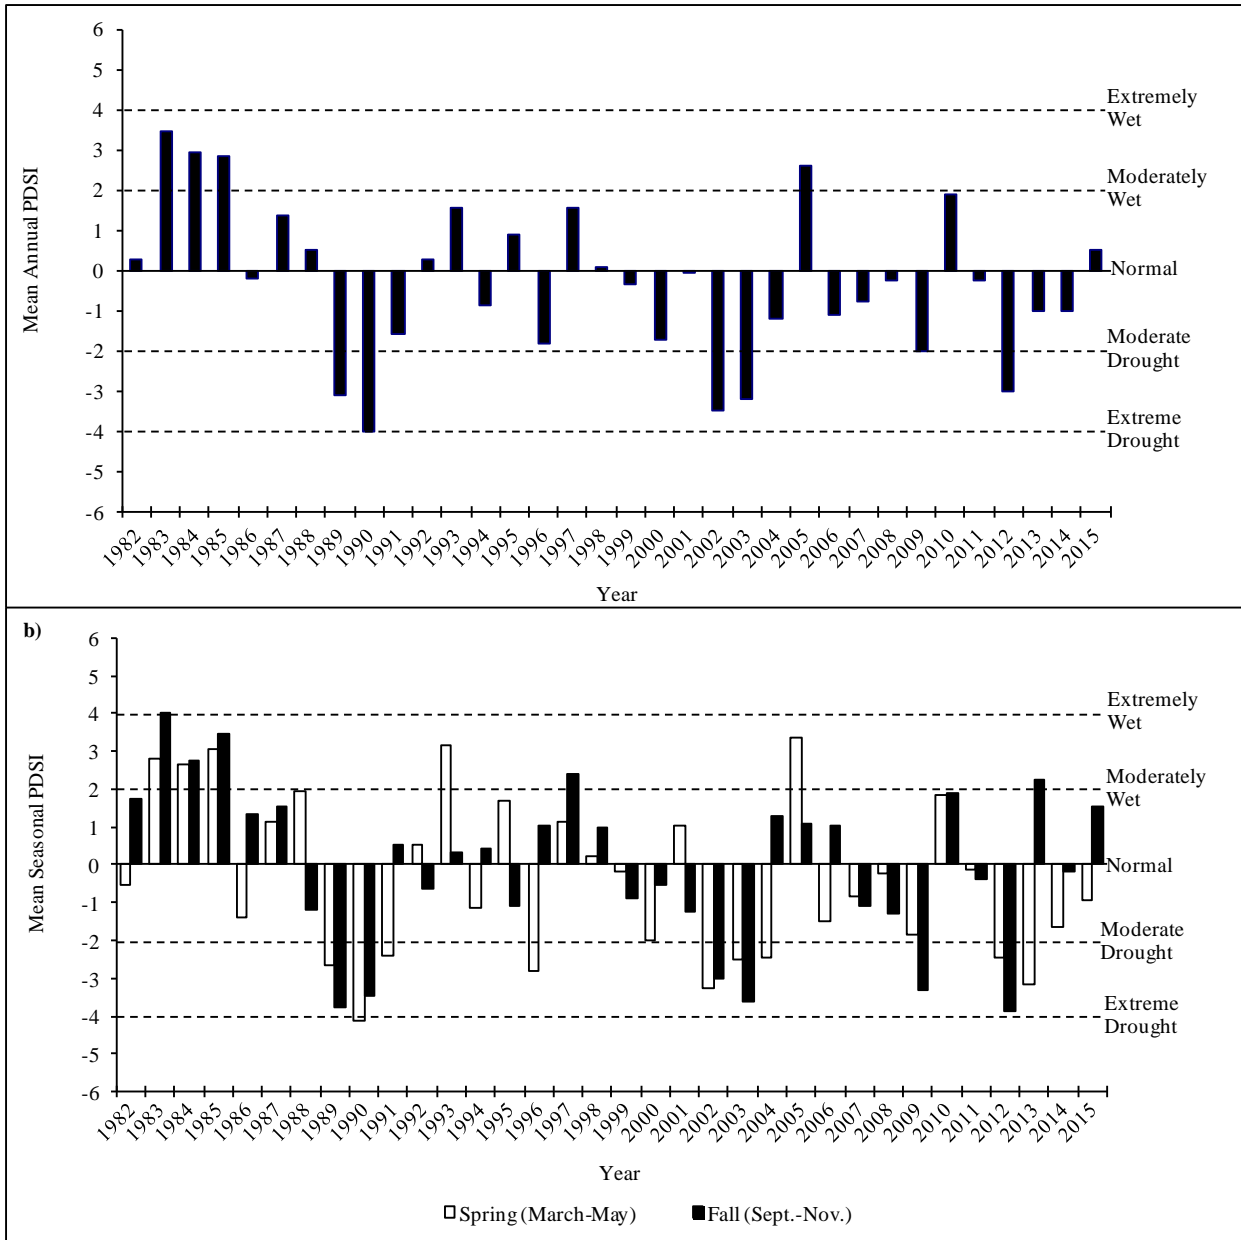 6
5
4
3
2
1
0
-1
-2
-3
-4
-5
-6
Mean Annual PDSI
Extremely
Wet
Moderately
Wet
Normal
Moderate
Drought
Extreme
Drought
1982 1983 1984 1985 1986 1987 1988 1989 1990 1991 1992 1993 1994 1995 1996 1997 1998 1999 2000 2001 2002 2003 2004 2005 2006 2007 2008 2009 2010 2011 2012 2013 2014 2015
Year
b)
6
5
4
3
2
1
0
-1
-2
-3
-4
-5
-6
Mean Seasonal PDSI
Extremely
Wet
Moderately
Wet
Normal
Moderate
Drought
Extreme
Drought
1982 1983 1984 1985 1986 1987 1988 1989 1990 1991 1992 1993 1994 1995 1996 1997 1998 1999 2000 2001 2002 2003 2004 2005 2006 2007 2008 2009 2010 2011 2012 2013 2014 2015
Year
Spring (March-May) Fall (Sept.-Nov.)